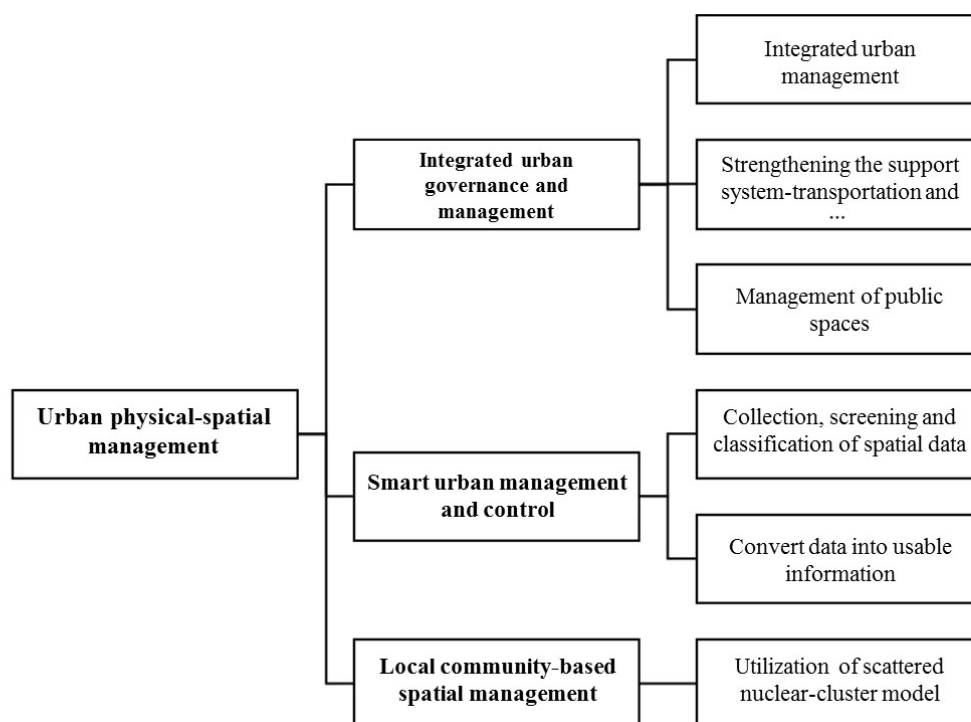 Urban physical-spatial
management
Integrated urban
governance and
management
Integrated urban
management
Strengthening the support
system-transportation and
...
Management of public
spaces
Smart urban management
and control
Collection, screening and
classification of spatial data
Convert data into usable
information
Local community-based
spatial management
Utilization of scattered
nuclear-cluster model